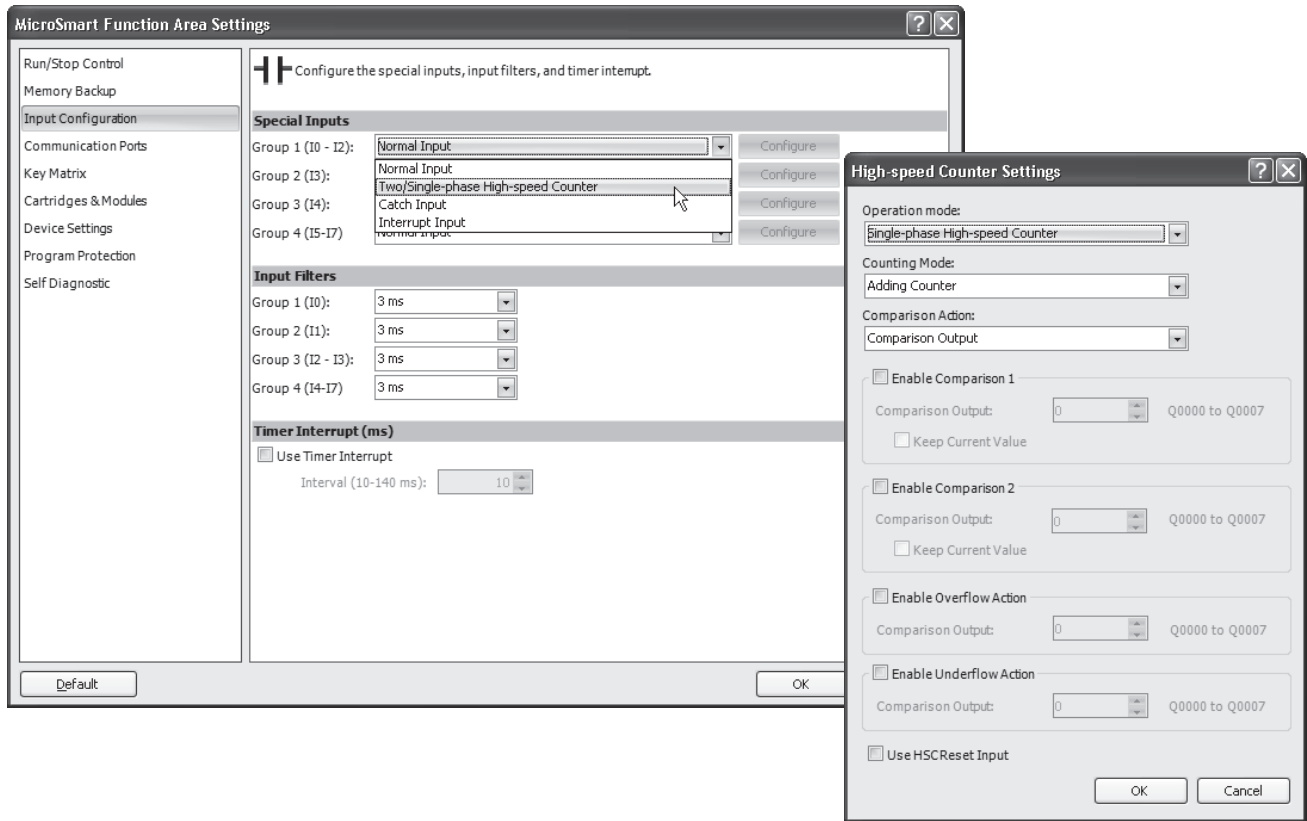 MicroSmart Function Area Settings
Run/Stop Control
Memory Backup
Input Configuration
Communication Ports
Key Matrix
Cartridges & Modules
Device Settings
Program Protection
Self Diagnostic
Default
Configure the special inputs, input filters, and timer interrupt.
Special Inputs
Group 1 (I0 - I2): Normal Input Configure
Normal Input
Two/Single-phase High-speed Counter
Catch Input
Interrupt Input
Group 2 (I3): Configure
Group 3 (I4): Configure
Group 4 (I5-I7) Normal Input Configure
Input Filters
Group 1 (I0): 3 ms
Group 2 (I1): 3 ms
Group 3 (I2 - I3): 3 ms
Group 4 (I4-I7) 3 ms
Timer Interrupt (ms)
Use Timer Interrupt
Interval (10-140 ms): 10
OK
High-speed Counter Settings
Operation mode:
Single-phase High-speed Counter
Counting Mode:
Adding Counter
Comparison Action:
Comparison Output
Enable Comparison 1
Comparison Output: 0 Q0000 to Q0007
Keep Current Value
Enable Comparison 2
Comparison Output: 0 Q0000 to Q0007
Keep Current Value
Enable Overflow Action
Comparison Output: 0 Q0000 to Q0007
Enable Underflow Action
Comparison Output: 0 Q0000 to Q0007
Use HSCReset Input
OK Cancel